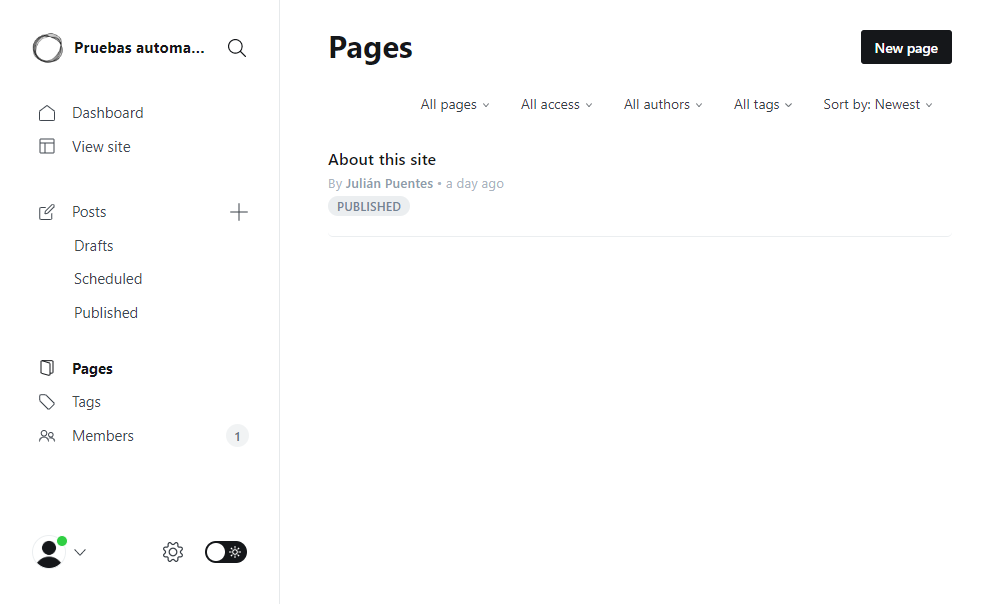 Pruebas automa...
Dashboard
View site
Posts
Drafts
Scheduled
Published
Pages
Tags
Members 1
Pages
New page
All pages All access All authors All tags Sort by: Newest
About this site
By Julián Puentes • a day ago
PUBLISHED